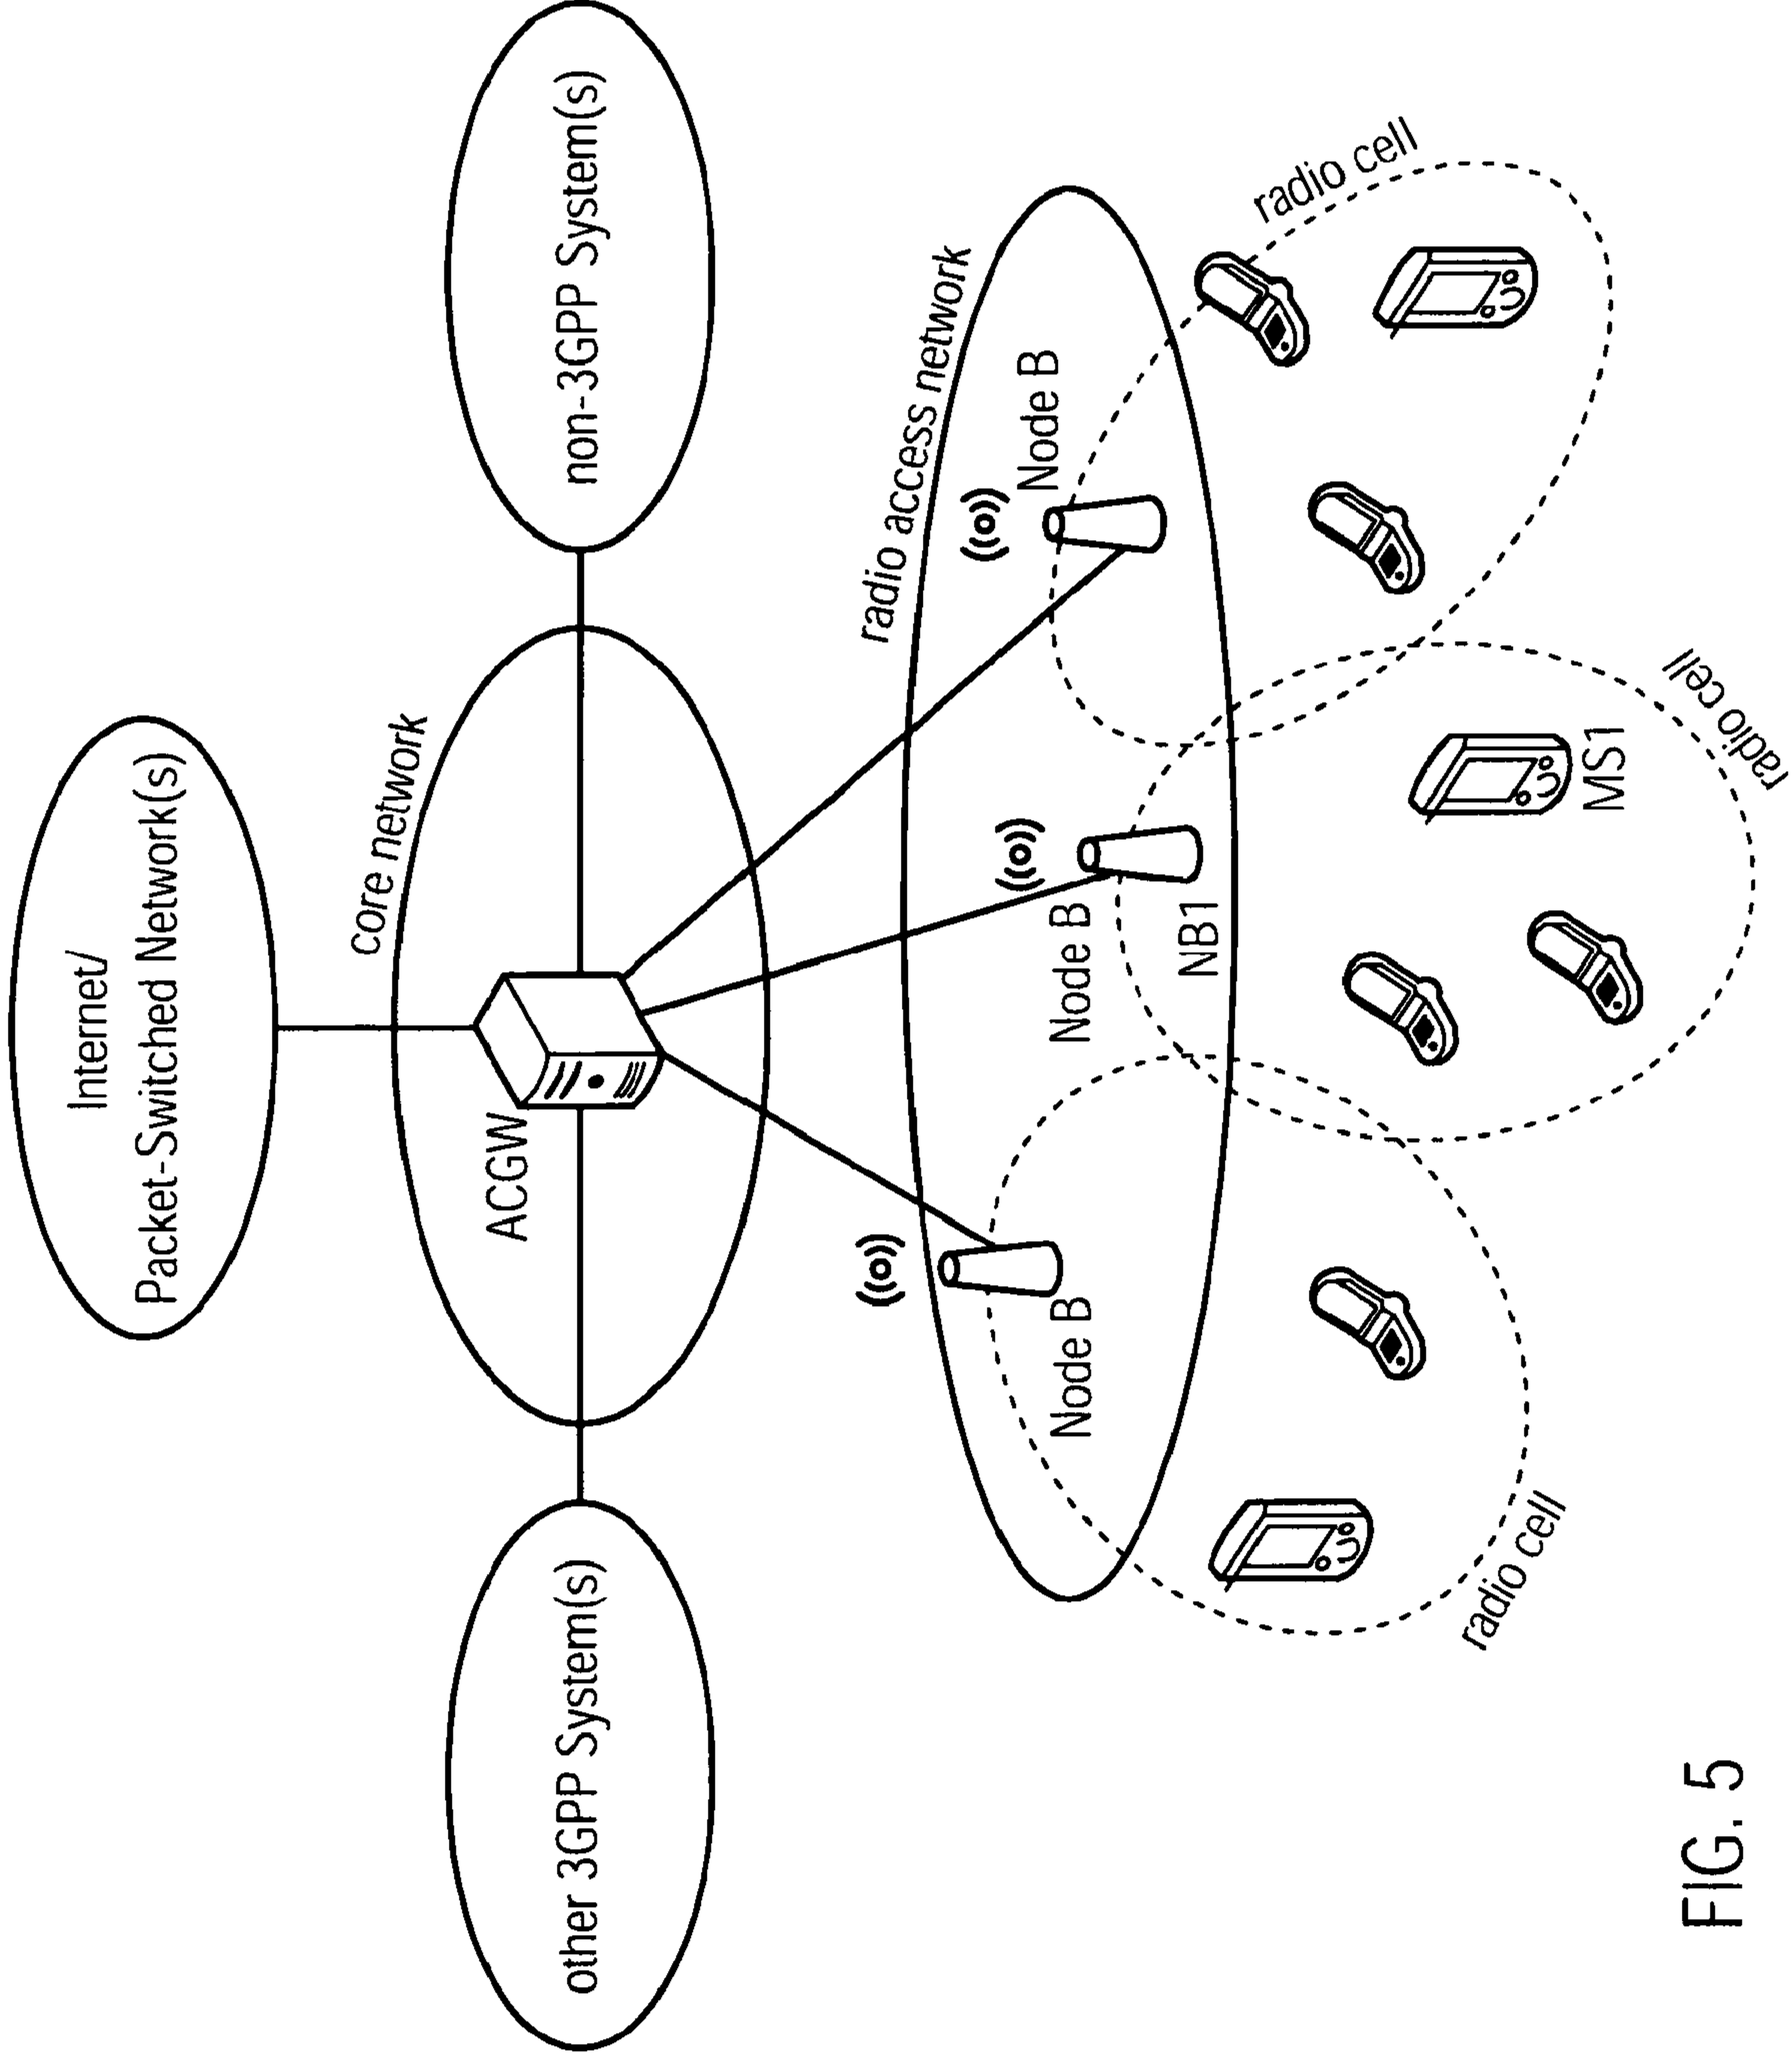 Internet/
Packet-Switched Network(s)
core network
other 3GPP System(s)
ACGW
non-3GPP System(s)
radio access network
Node B
Node B
NB1
Node B
MS1
radio cell
radio cell
radio cell
FIG. 5